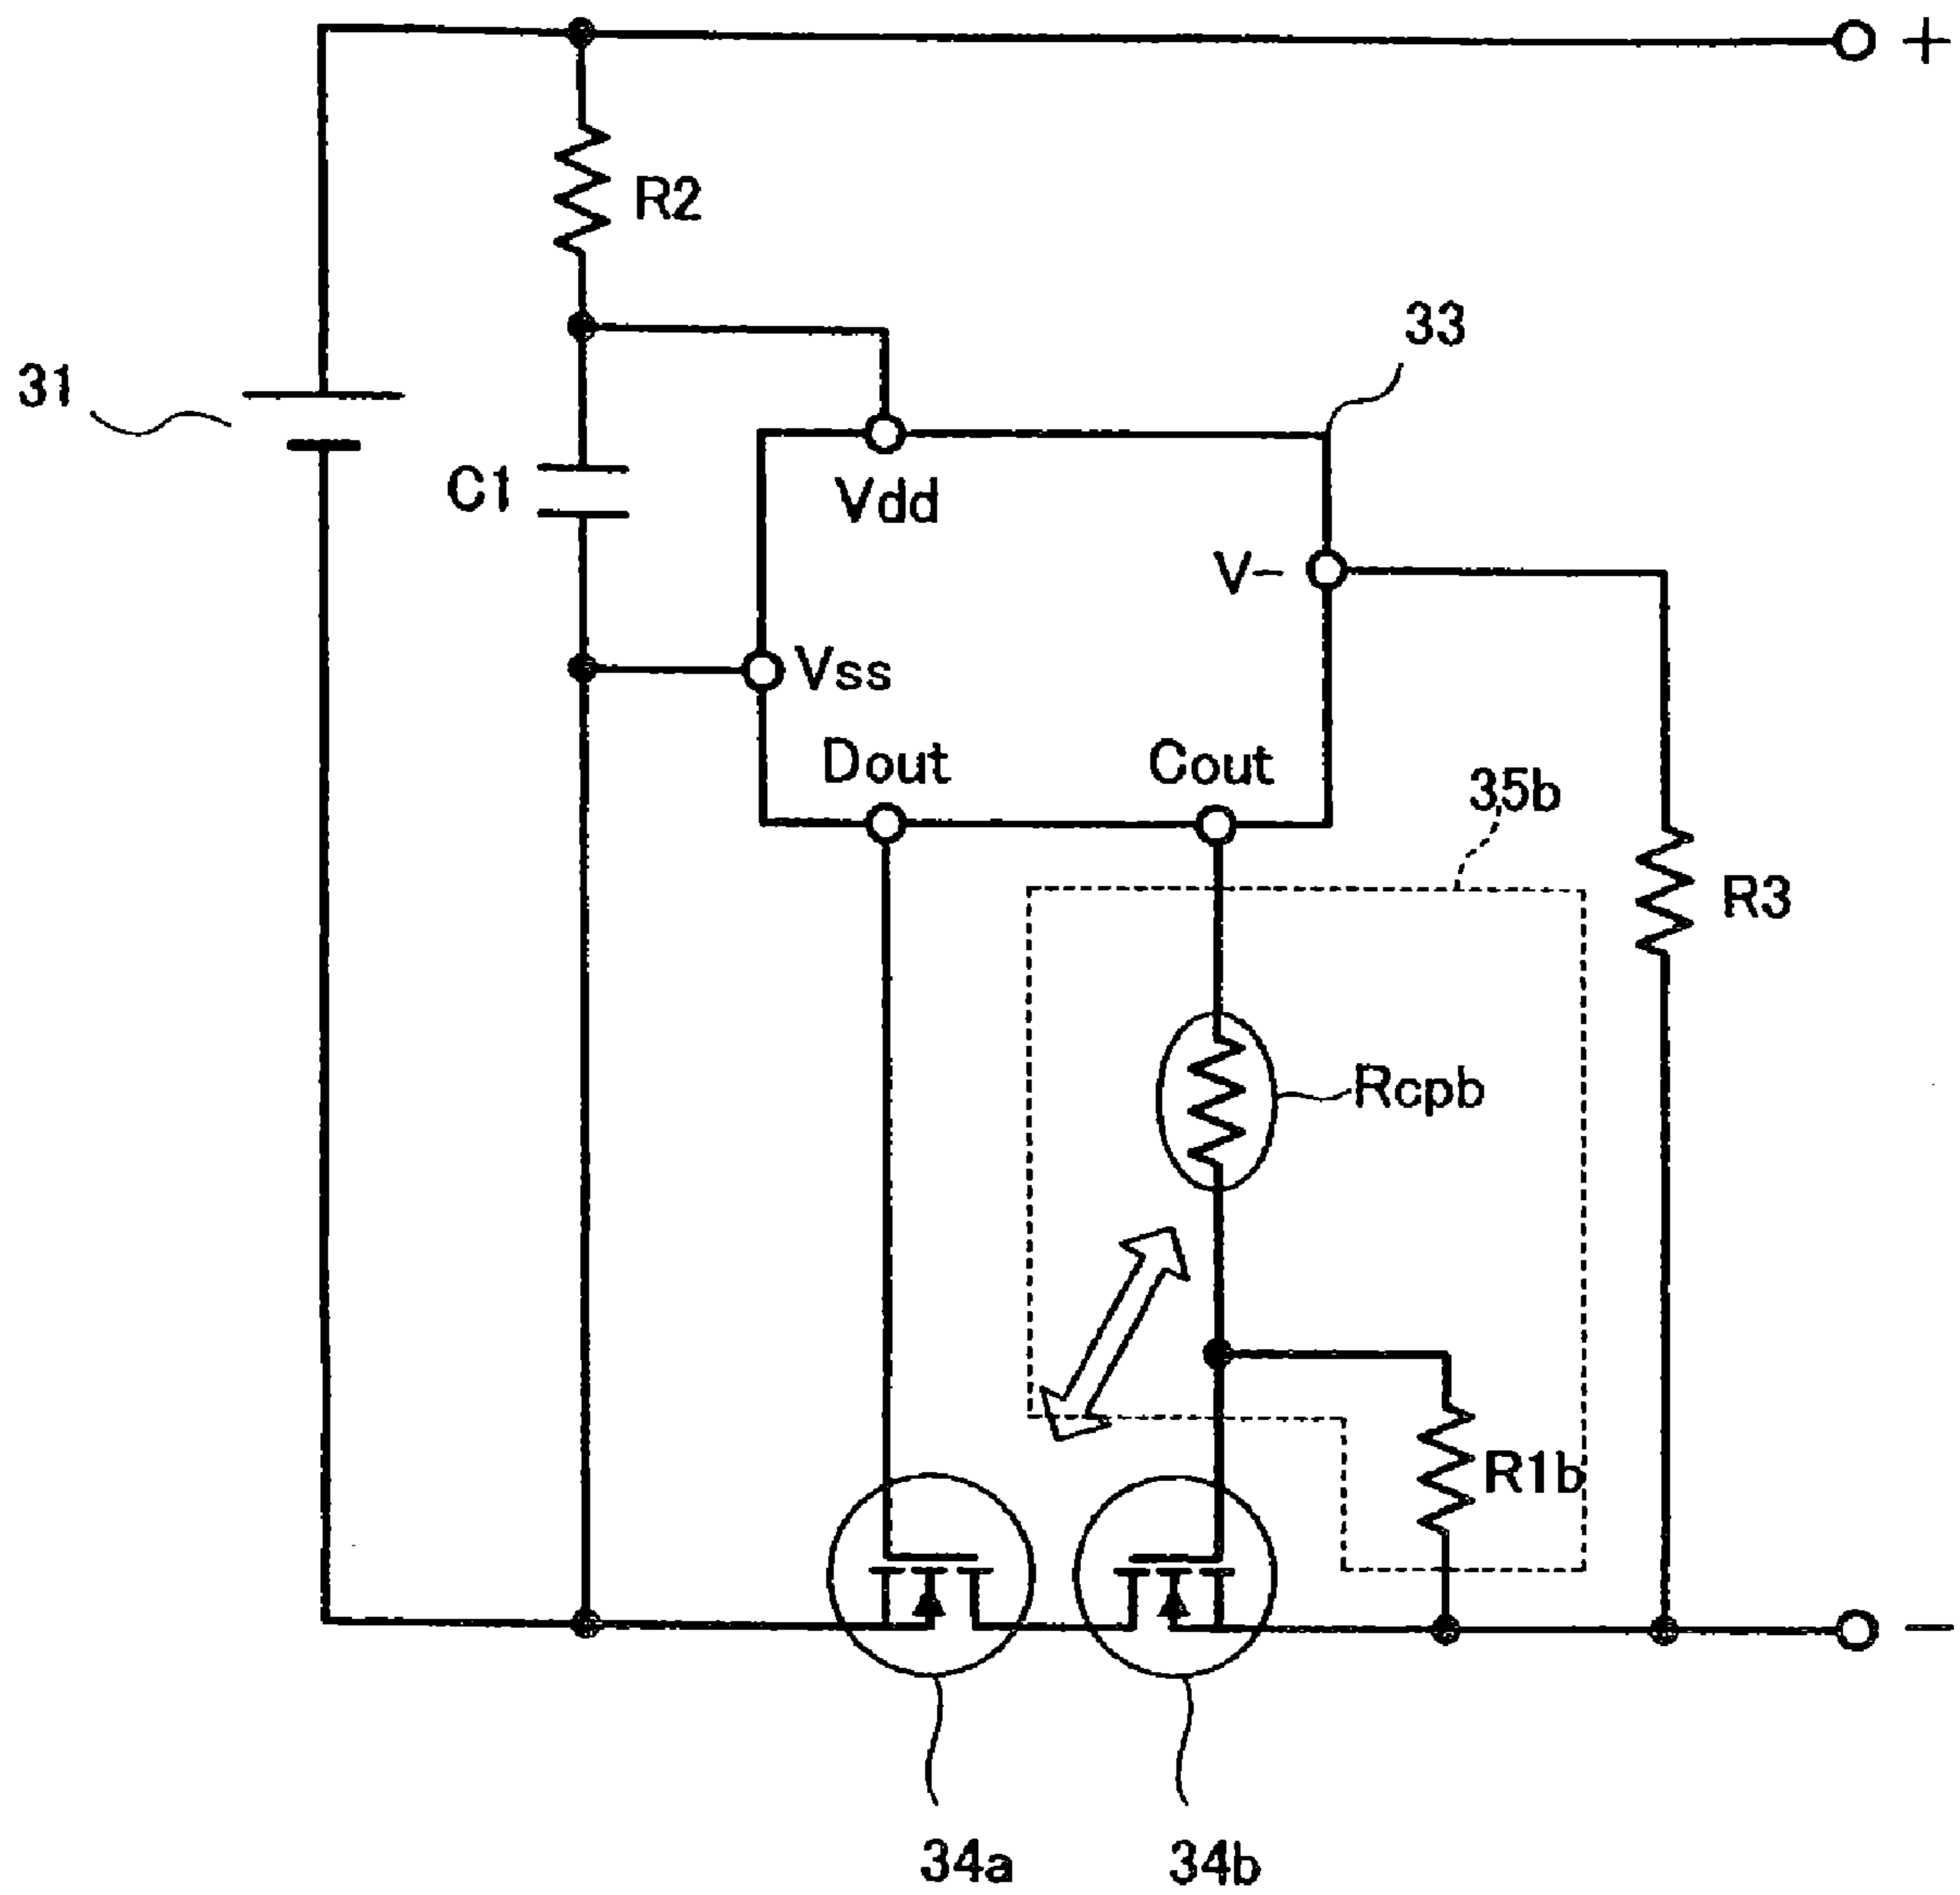 +
R2
33
31
C1
Vdd
V−
Vss
Dout
Cout
35b
R3
Rcpb
R1b
−
34a
34b